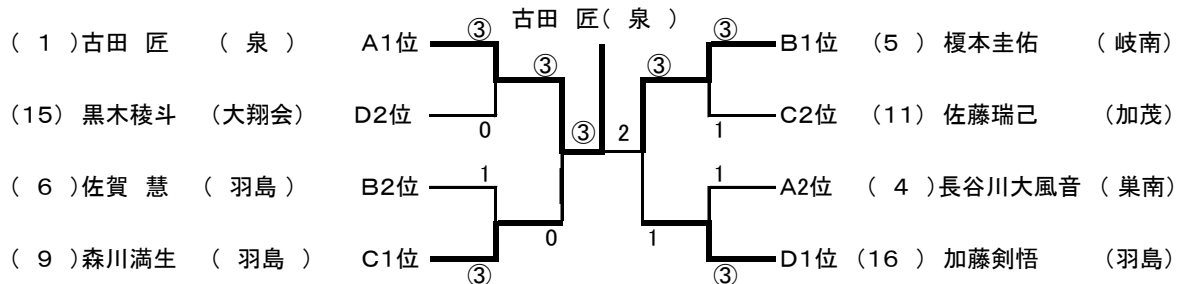 古田 匠( 泉 )
( 1 )古田 匠 ( 泉 ) A1位 ③ ③ B1位 (5 ) 榎本圭佑 ( 岐南)
③ ③
(15) 黒木稜斗 (大翔会) D2位 0 1 C2位 (11) 佐藤瑞己 (加茂)
③ 2
( 6 )佐賀 慧 ( 羽島 ) B2位 1 1 A2位 ( 4 )長谷川大風音 ( 巣南)
0 1
( 9 )森川満生 ( 羽島 ) C1位 ③ ③ D1位 (16 ) 加藤剣悟 (羽島)